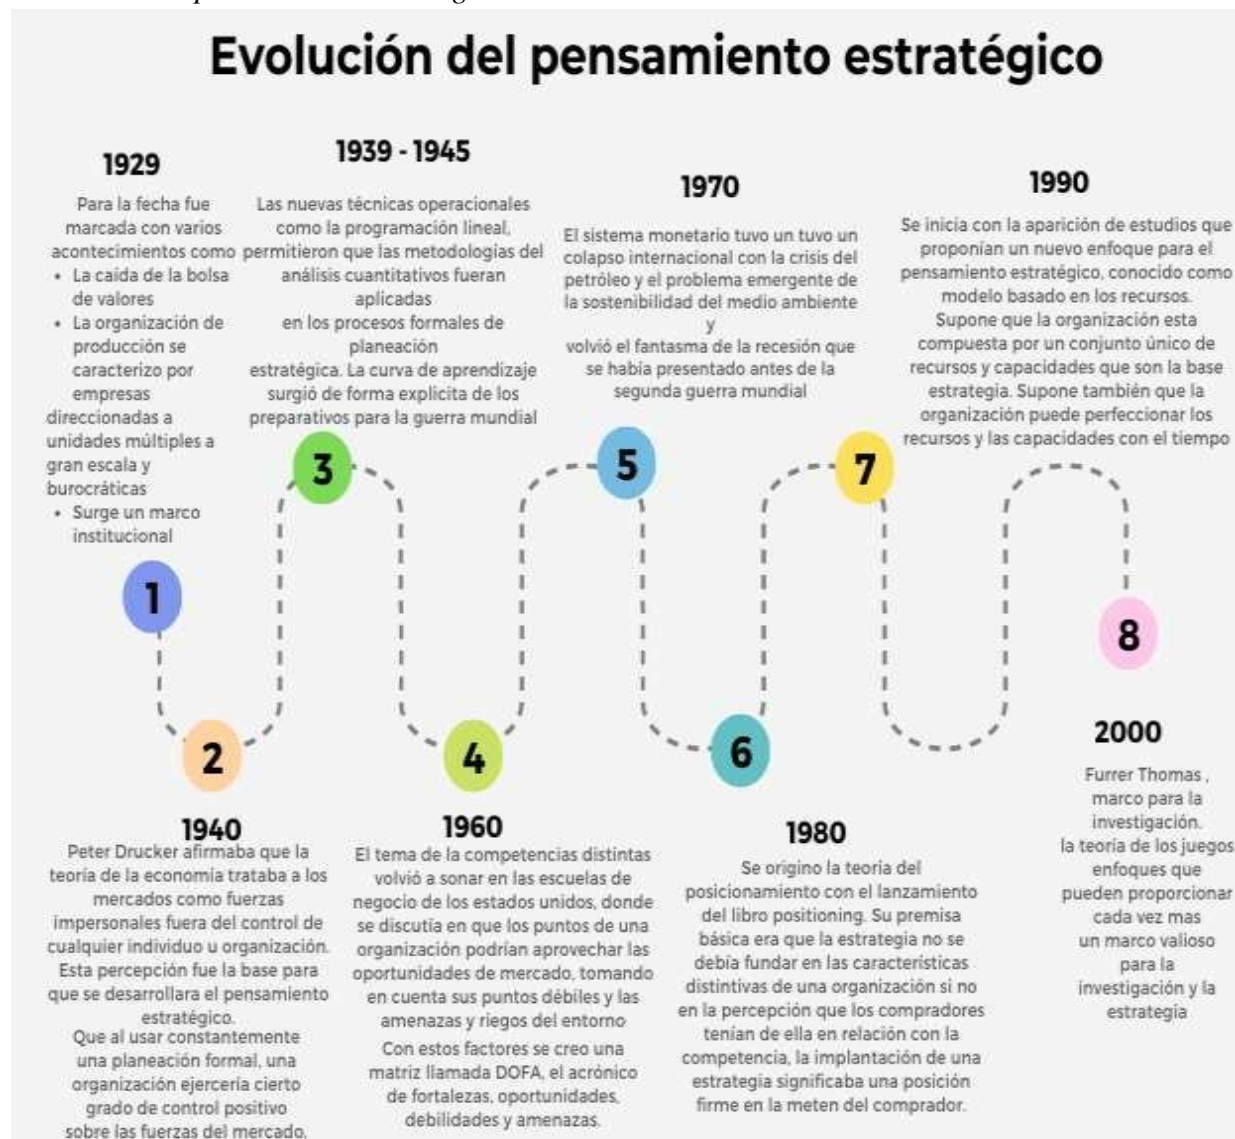 Evolución del pensamiento estratégico
1929
Para la fecha fue
marcada con varios
acontecimientos como
• La caída de la bolsa
de valores
• La organización de
producción se
caracterizo por
empresas
direccionadas a
unidades múltiples a
gran escala y
burocráticas
• Surge un marco
institucional
1
2
1940
Peter Drucker afirmaba que la
teoría de la economía trataba a los
mercados como fuerzas
impersonales fuera del control de
cualquier individuo u organización.
Esta percepción fue la base para
que se desarrollara el pensamiento
estratégico.
Que al usar constantemente
una planeación formal, una
organización ejercería cierto
grado de control positivo
sobre las fuerzas del mercado.
1939 - 1945
Las nuevas técnicas operacionales
como la programación lineal,
permitieron que las metodologías del
análisis cuantitativos fueran
aplicadas
en los procesos formales de
planeación
estratégica. La curva de aprendizaje
surgió de forma explicita de los
preparativos para la guerra mundial
3
4
1960
El tema de la competencias distintas
volvió a sonar en las escuelas de
negocio de los estados unidos, donde
se discutía en que los puntos de una
organización podrían aprovechar las
oportunidades de mercado, tomando
en cuenta sus puntos débiles y las
amenazas y riegos del entorno
Con estos factores se creo una
matriz llamada DOFA, el acrónico
de fortalezas, oportunidades,
debilidades y amenazas.
1970
El sistema monetario tuvo un tuvo un
colapso internacional con la crisis del
petróleo y el problema emergente de
la sostenibilidad del medio ambiente
y
volvió el fantasma de la recesión que
se había presentado antes de la
segunda guerra mundial
5
6
1980
Se origino la teoría del
posicionamiento con el lanzamiento
del libro positioning. Su premisa
básica era que la estrategia no se
debía fundar en las características
distintivas de una organización si no
en la percepción que los compradores
tenían de ella en relación con la
competencia, la implantación de una
estrategia significaba una posición
firme en la meten del comprador.
1990
Se inicia con la aparición de estudios que
proponían un nuevo enfoque para el
pensamiento estratégico, conocido como
modelo basado en los recursos.
Supone que la organización esta
compuesta por un conjunto único de
recursos y capacidades que son la base
estrategia. Supone también que la
organización puede perfeccionar los
recursos y las capacidades con el tiempo
7
8
2000
Furrer Thomas ,
marco para la
investigación.
la teoría de los juegos
enfoques que
pueden proporcionar
cada vez mas
un marco valioso
para la
investigación y la
estrategia